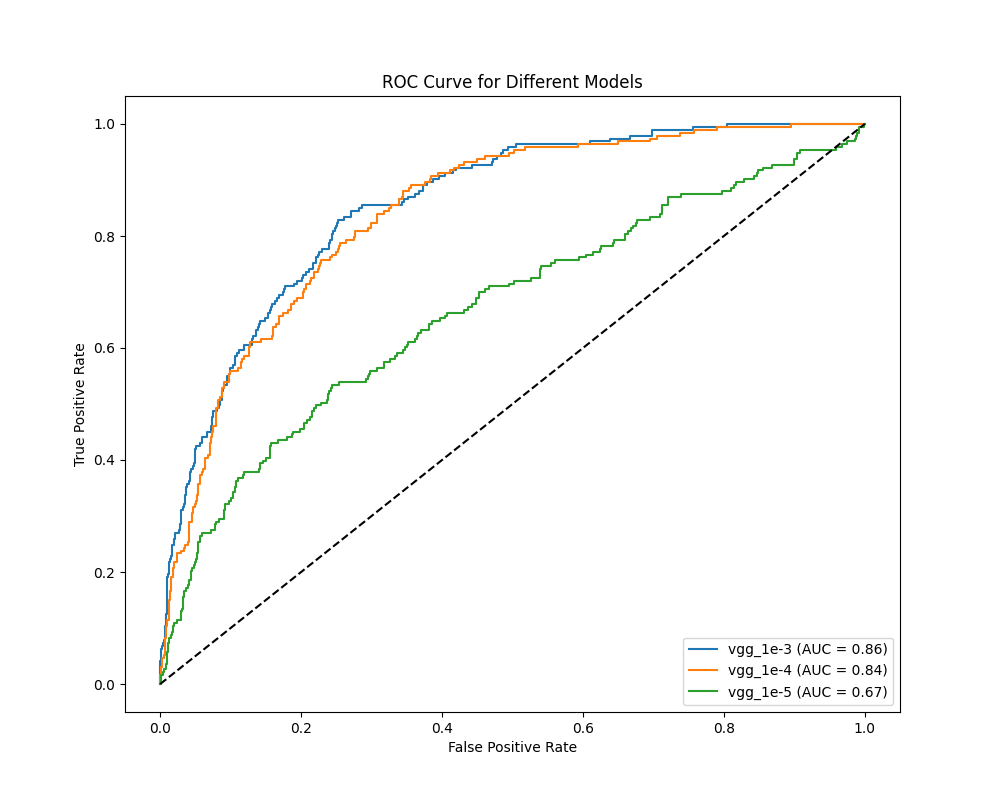 ROC Curve for Different Models
True Positive Rate
1.0
0.8
0.6
0.4
0.2
0.0
vgg_1e-3 (AUC = 0.86)
vgg_1e-4 (AUC = 0.84)
vgg_1e-5 (AUC = 0.67)
0.0 0.2 0.4 0.6 0.8 1.0
False Positive Rate